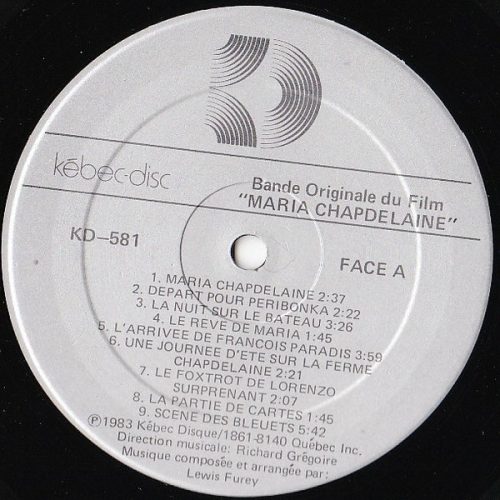 kébec-disc
Bande Originale du Film
"MARIA CHAPDELAINE"
KD-581
FACE A
1. MARIA CHAPDELAINE 2:37
2. DEPART POUR PERIBONKA 2:22
3. LA NUIT SUR LE BATEAU 3:26
4. LE REVE DE MARIA 1:45
5. L'ARRIVEE DE FRANCOIS PARADIS 3:59
6. UNE JOURNEE D'ETE SUR LA FERME
CHAPDELAINE 2:21
7. LE FOXTROT DE LORENZO
SURPRENANT 2:07
8. LA PARTIE DE CARTES 1:45
9. SCENE DES BLEUETS 5:42
℗1983 Kébec Disque/1861-8140 Québec Inc.
Direction musicale: Richard Grégoire
Musique composée et arrangée par:
Lewis Furey